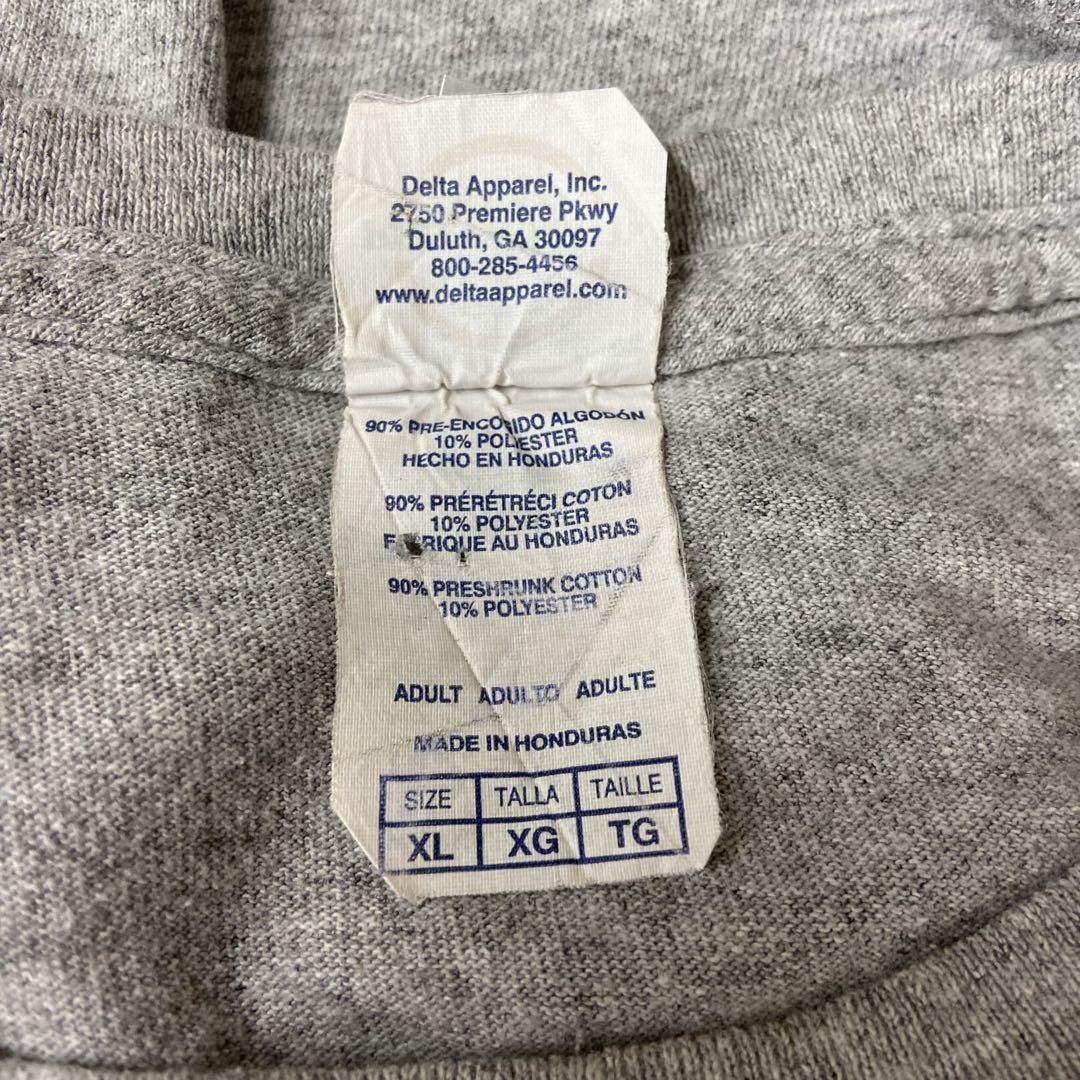 Delta Apparel, Inc.
2750 Premiere Pkwy
Duluth, GA 30097
800-285-4456
www.deltaapparel.com
90% PRE-ENCOGIDO ALGODÓN
10% POLIESTER
HECHO EN HONDURAS
90% PRÉRÉTRÉCI COTON
10% POLYESTER
FABRIQUE AU HONDURAS
90% PRESHRUNK COTTON
10% POLYESTER
ADULT ADULTO ADULTE
MADE IN HONDURAS
SIZE TALLA TAILLE
XL XG TG